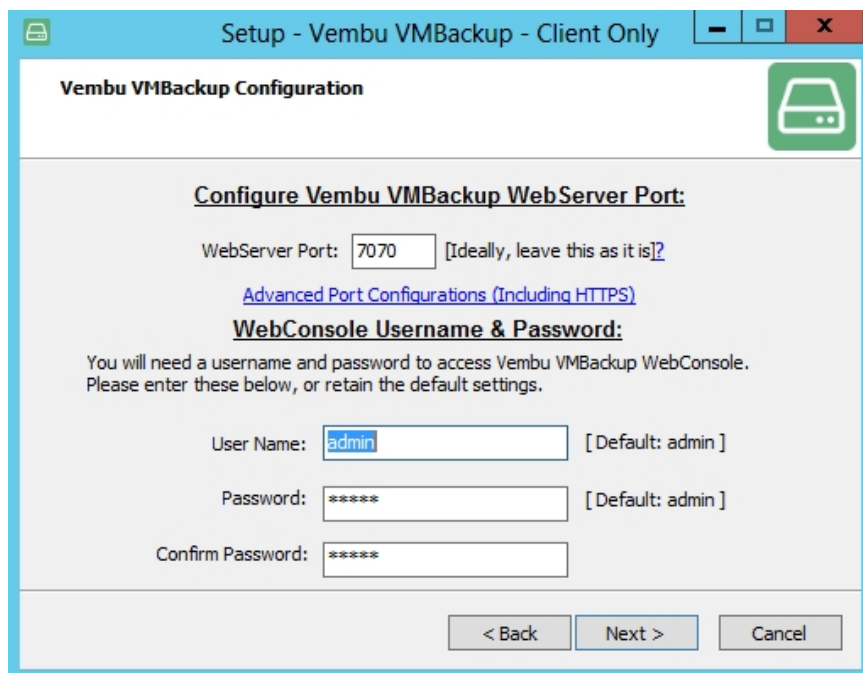 Setup - Vembu VMBackup - Client Only
Vembu VMBackup Configuration
Configure Vembu VMBackup WebServer Port:
WebServer Port: 7070 [Ideally, leave this as it is]?
Advanced Port Configurations (Including HTTPS)
WebConsole Username & Password:
You will need a username and password to access Vembu VMBackup WebConsole.
Please enter these below, or retain the default settings.
User Name: admin [ Default: admin ]
Password: ***** [ Default: admin ]
Confirm Password: *****
< Back Next > Cancel